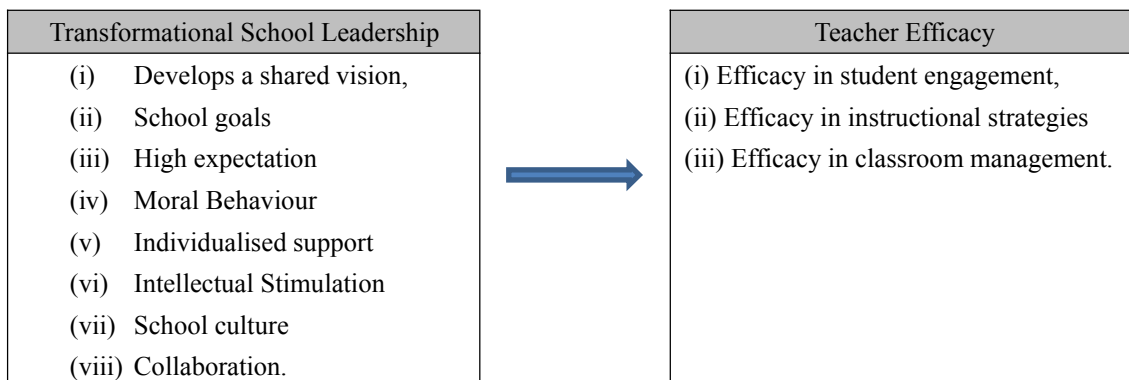 Transformational School Leadership
(i) Develops a shared vision,
(ii) School goals
(iii) High expectation
(iv) Moral Behaviour
(v) Individualised support
(vi) Intellectual Stimulation
(vii) School culture
(viii) Collaboration.
Teacher Efficacy
(i) Efficacy in student engagement,
(ii) Efficacy in instructional strategies
(iii) Efficacy in classroom management.